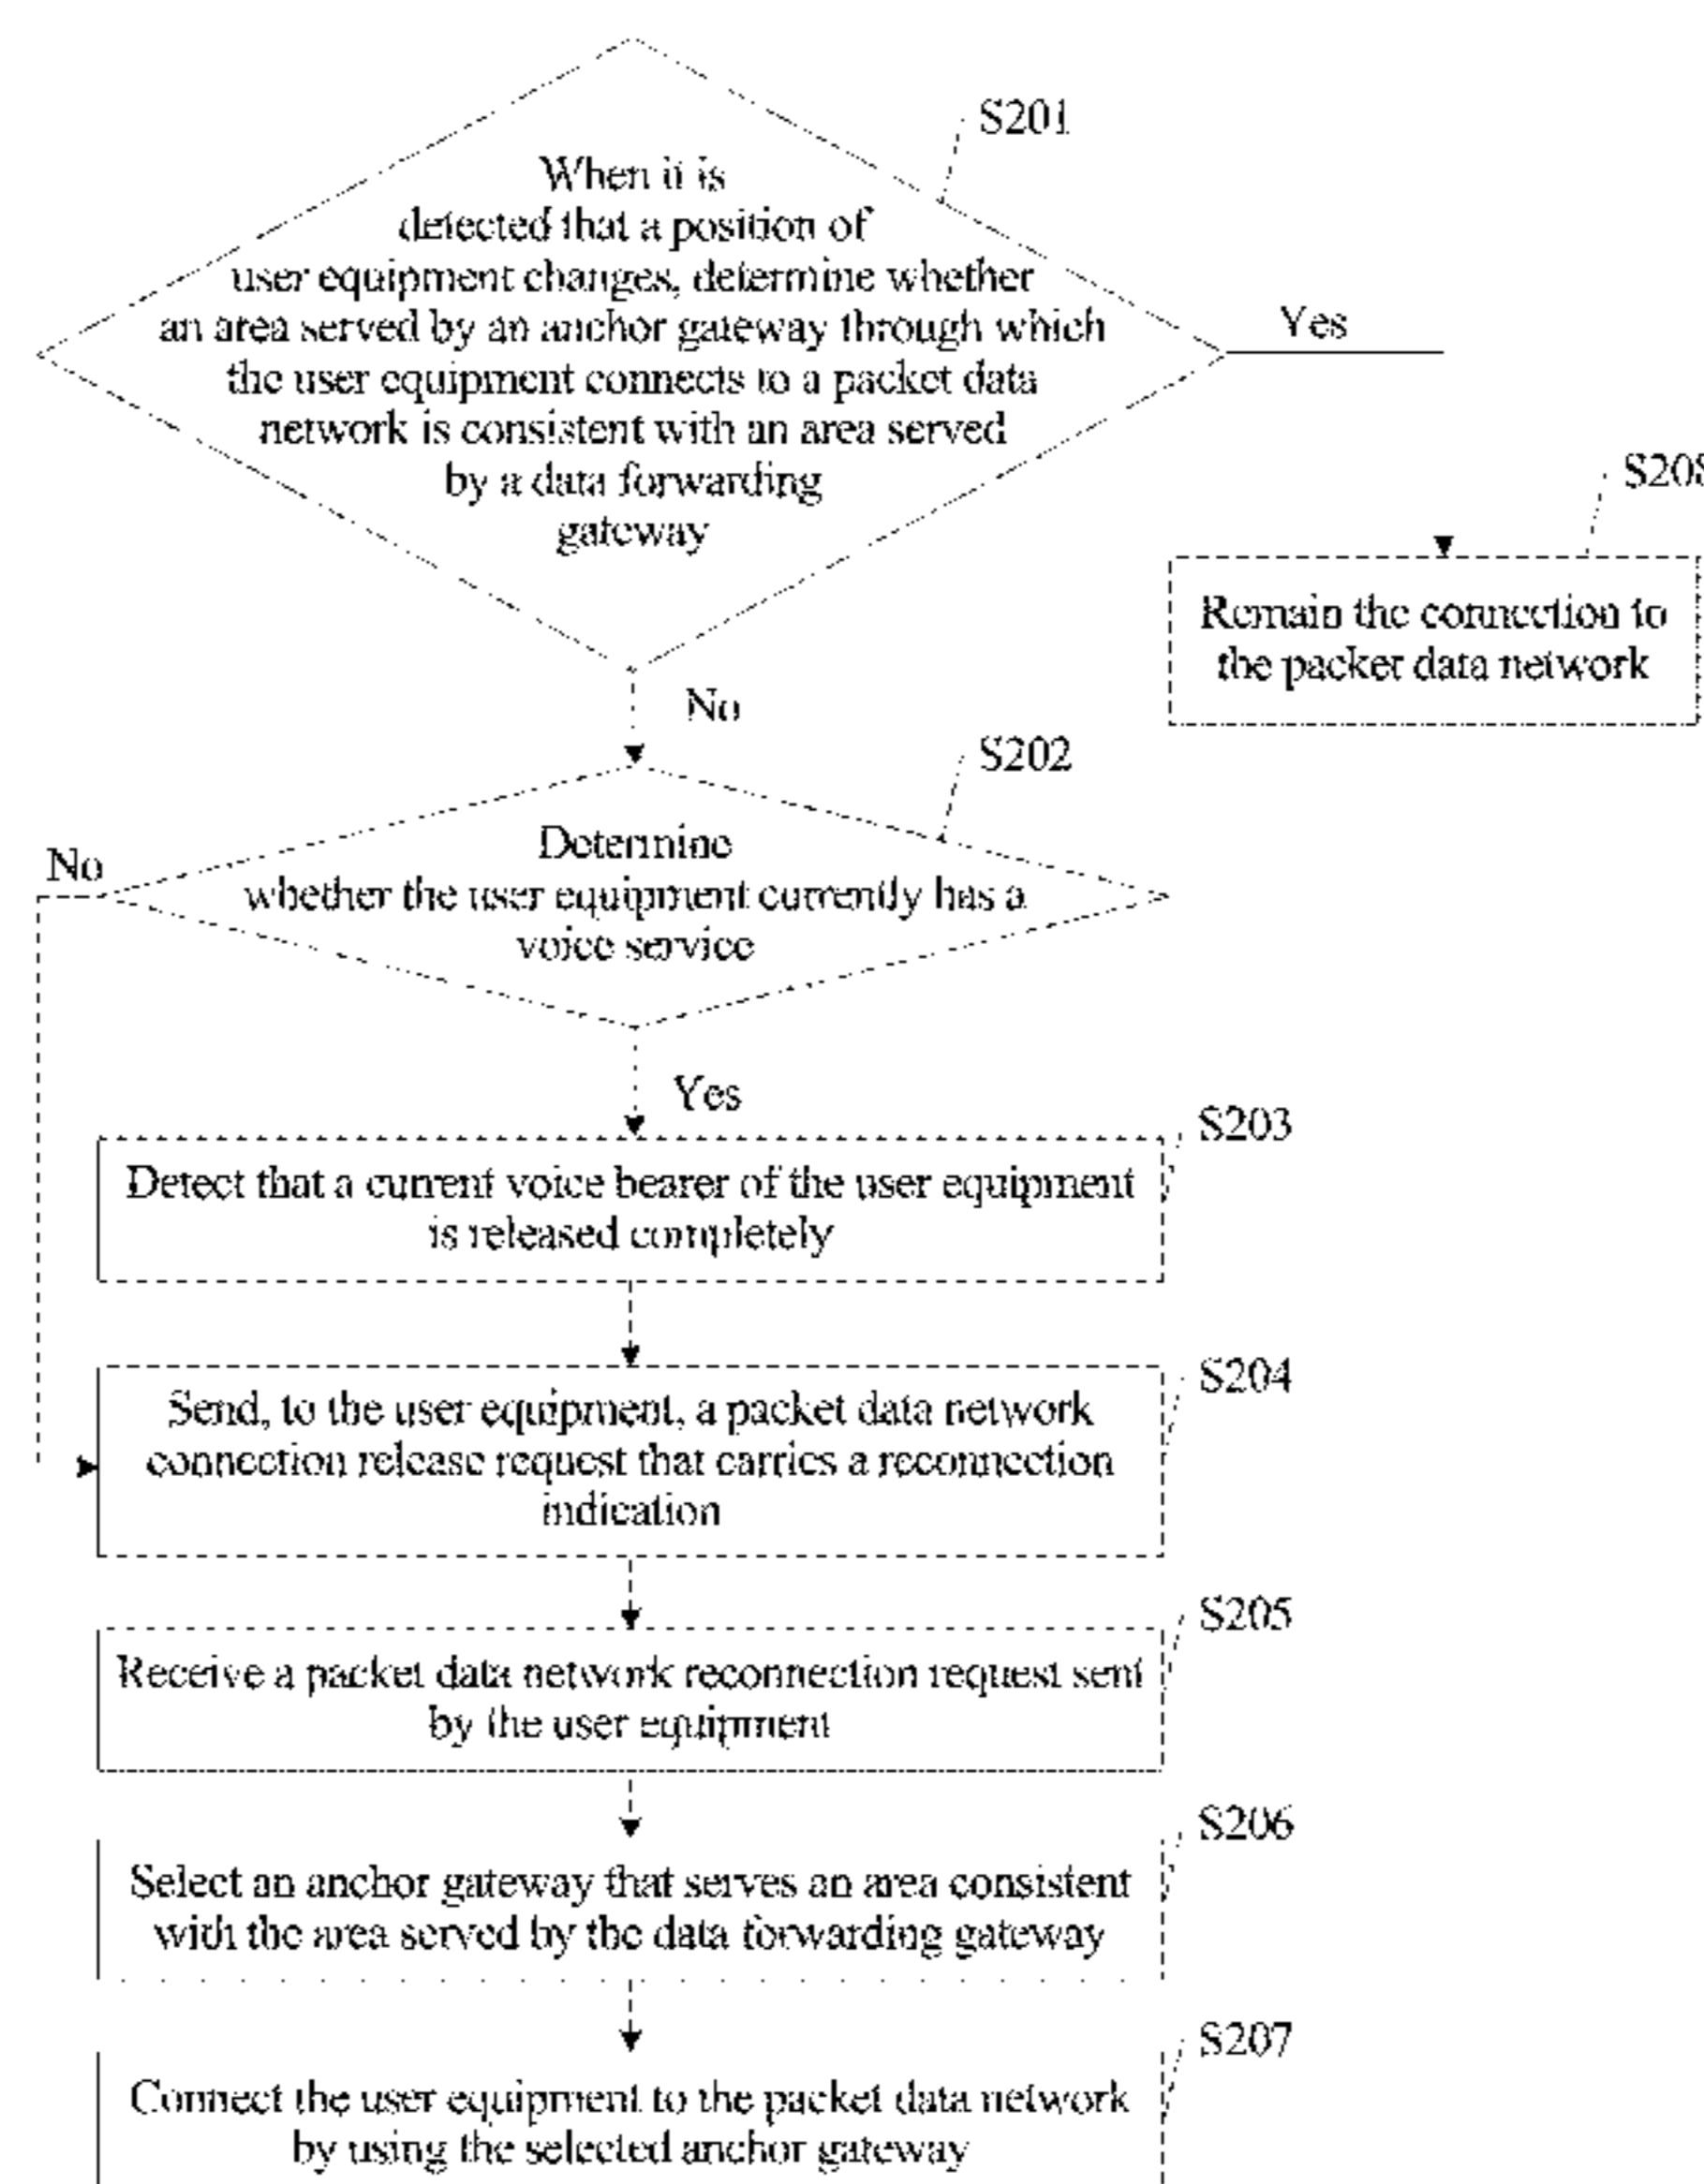 S201
When it is
detected that a position of
user equipment changes, determine whether
an area served by an anchor gateway through which
the user equipment connects to a packet data
network is consistent with an area served
by a data forwarding
gateway
Yes
S208
Remain the connection to
the packet data network
No
S202
Determine
whether the user equipment currently has a
voice service
No
Yes
S203
Detect that a current voice bearer of the user equipment
is released completely
S204
Send, to the user equipment, a packet data network
connection release request that carries a reconnection
indication
S205
Receive a packet data network reconnection request sent
by the user equipment
S206
Select an anchor gateway that serves an area consistent
with the area served by the data forwarding gateway
S207
Connect the user equipment to the packet data network
by using the selected anchor gateway